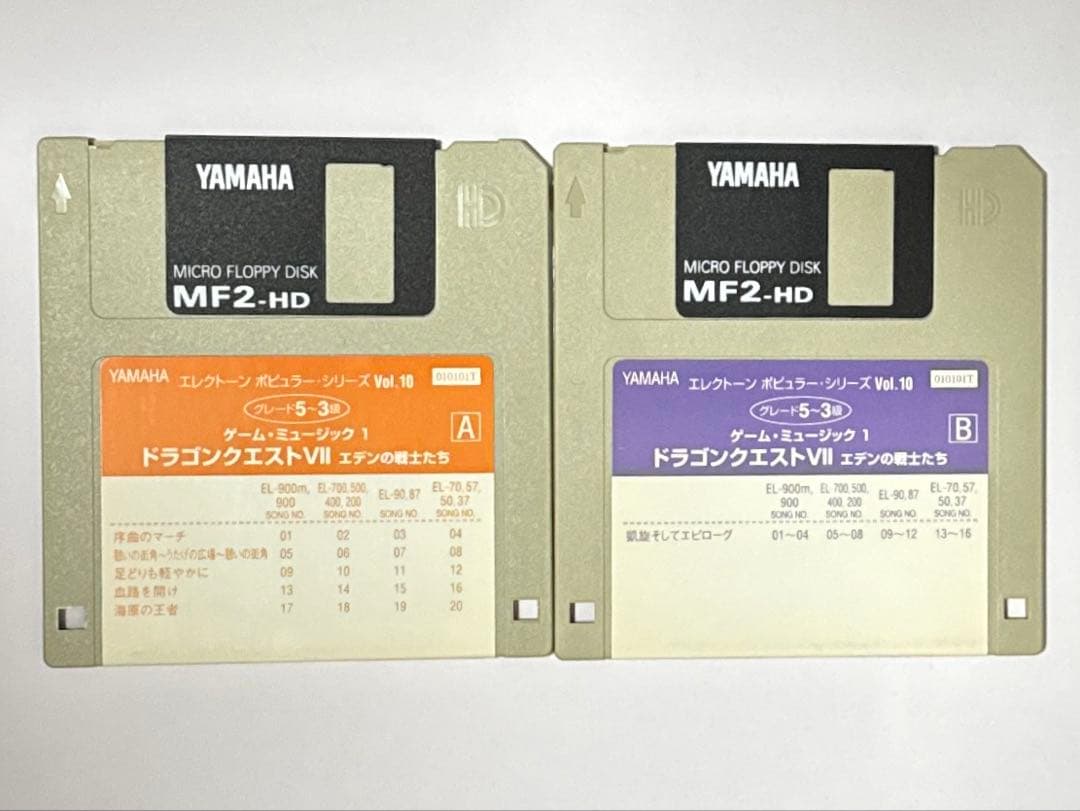 YAMAHA
MICRO FLOPPY DISK
MF2-HD
HD
YAMAHA エレクトーン ポピュラー・シリーズ Vol.10 010101T
グレード5〜3級
A
ゲーム・ミュージック 1
ドラゴンクエストVII エデンの戦士たち
EL-900m, 900 SONG NO. EL-700,500, 400,200 SONG NO. EL-90,87 SONG NO. EL-70,57, 50,37 SONG NO.
序曲のマーチ 01 02 03 04
憩いの街角〜うたげの広場〜憩いの街角 05 06 07 08
足どりも軽やかに 09 10 11 12
血路を開け 13 14 15 16
海原の王者 17 18 19 20
YAMAHA
MICRO FLOPPY DISK
MF2-HD
HD
YAMAHA エレクトーン ポピュラー・シリーズ Vol.10 010101T
グレード5〜3級
B
ゲーム・ミュージック 1
ドラゴンクエストVII エデンの戦士たち
EL-900m, 900 SONG NO. EL 700,500, 400,200 SONG NO. EL-90,87 SONG NO. EL-70,57, 50,37 SONG NO.
凱旋そしてエピローグ 01〜04 05〜08 09〜12 13〜16